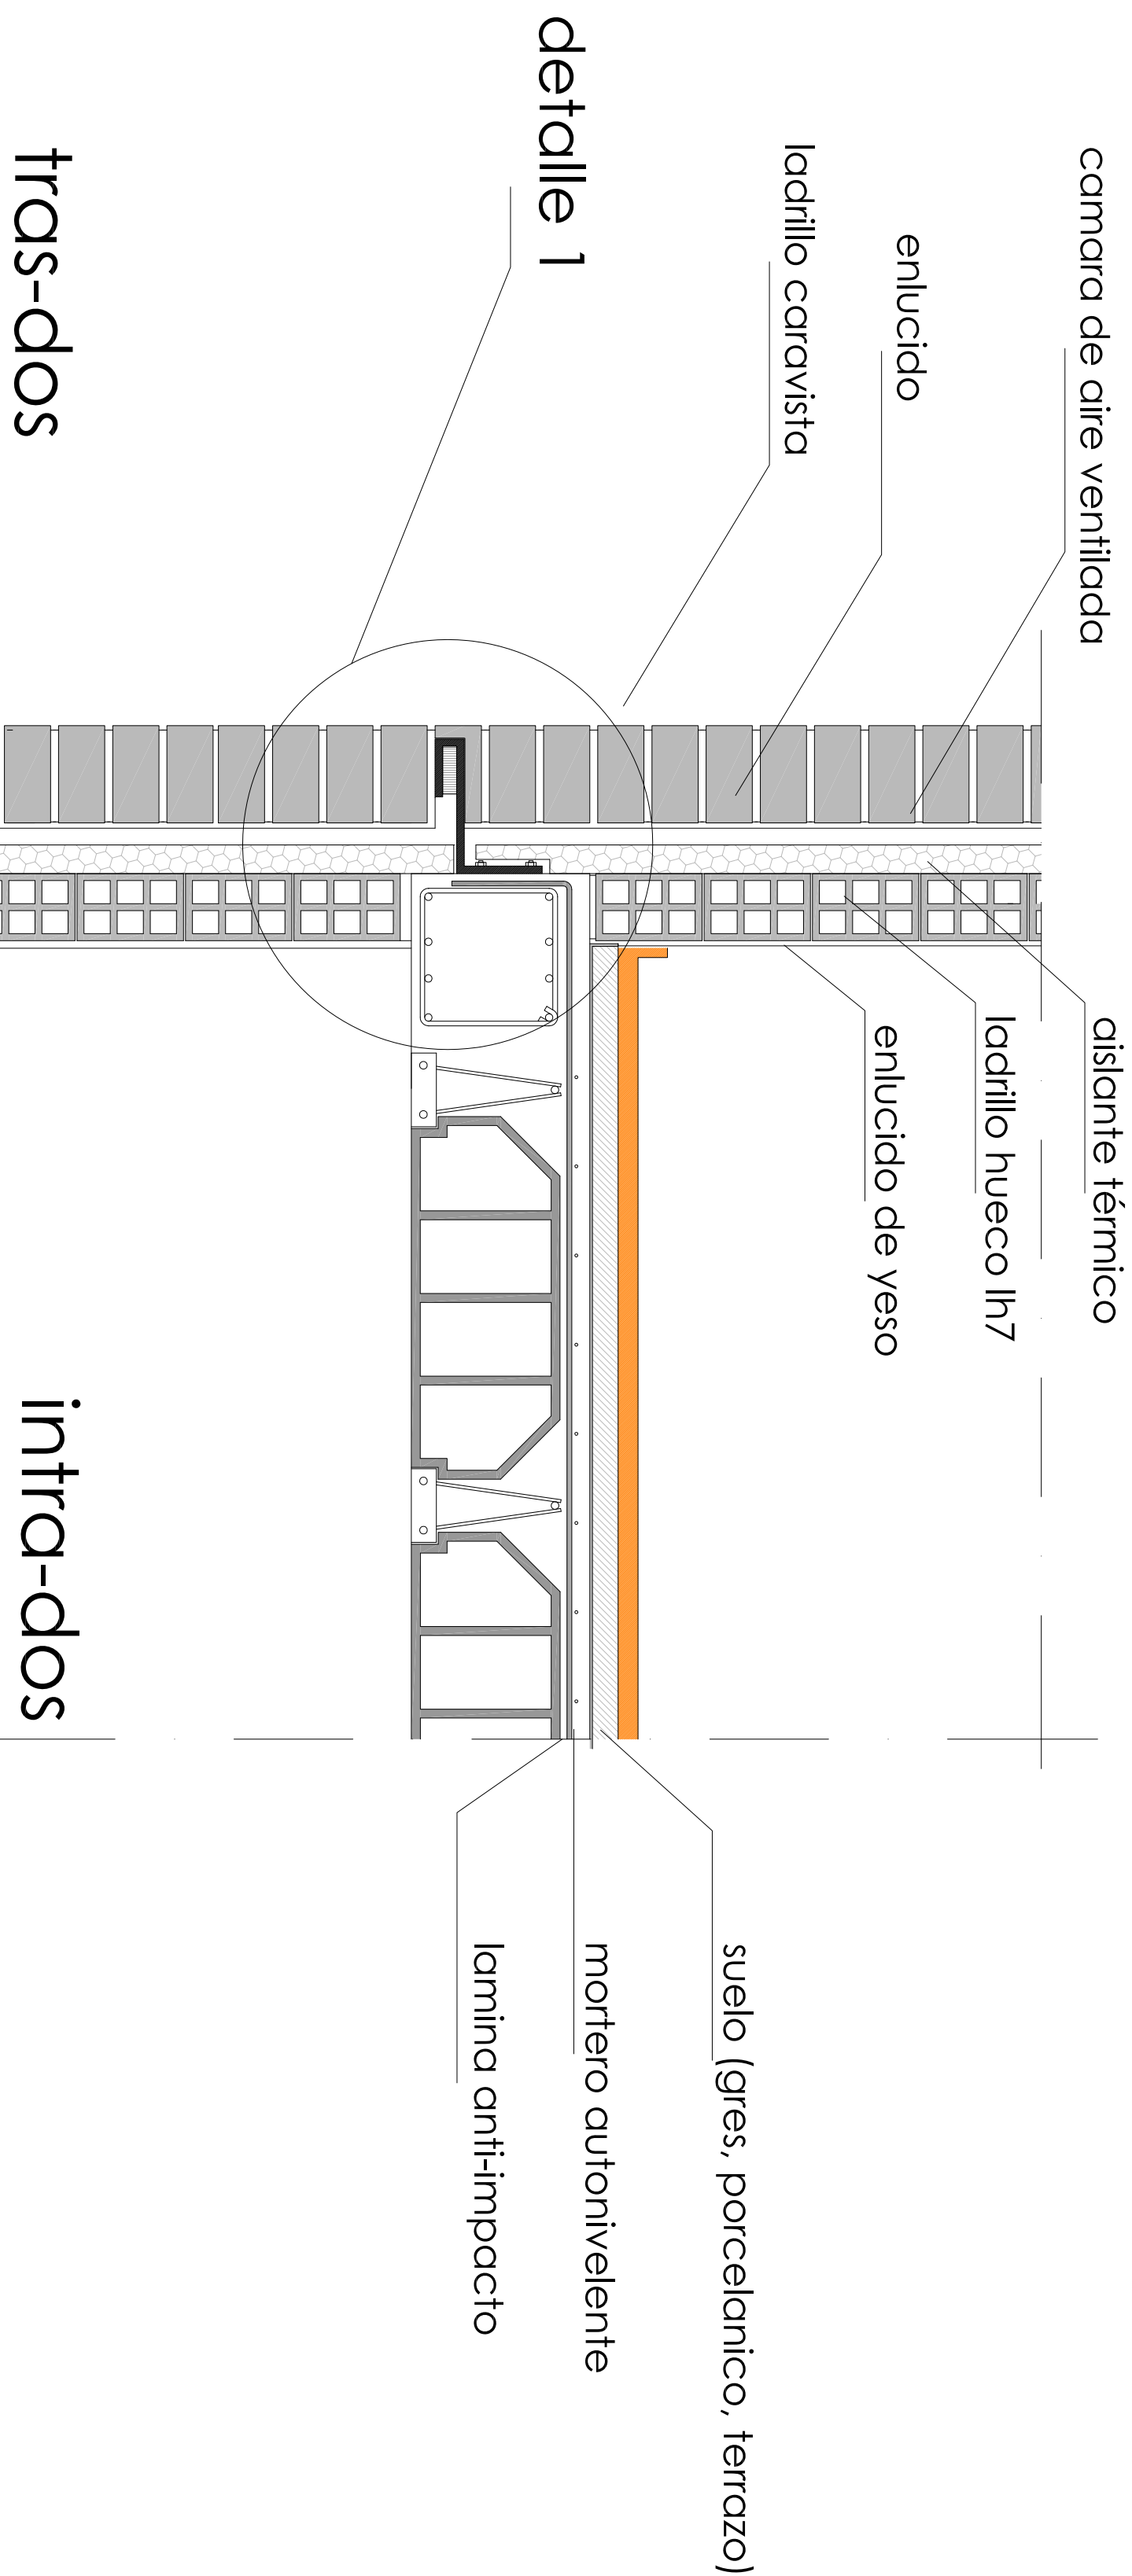 camara de aire ventilada
enlucido
ladrillo caravista
detalle 1
tras-dos
aislante térmico
ladrillo hueco lh7
enlucido de yeso
intra-dos
suelo (gres, porcelanico, terrazo)
mortero autonivelente
lamina anti-impacto